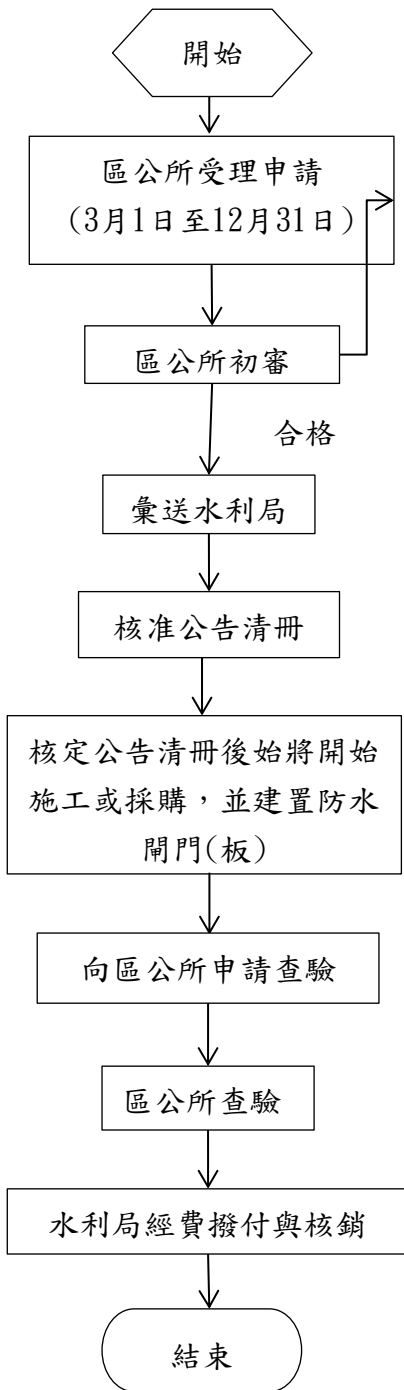 開始
區公所受理申請
(3月1日至12月31日)
區公所初審
合格
彙送水利局
核准公告清冊
核定公告清冊後始將開始
施工或採購，並建置防水
閘門(板)
向區公所申請查驗
區公所查驗
水利局經費撥付與核銷
結束